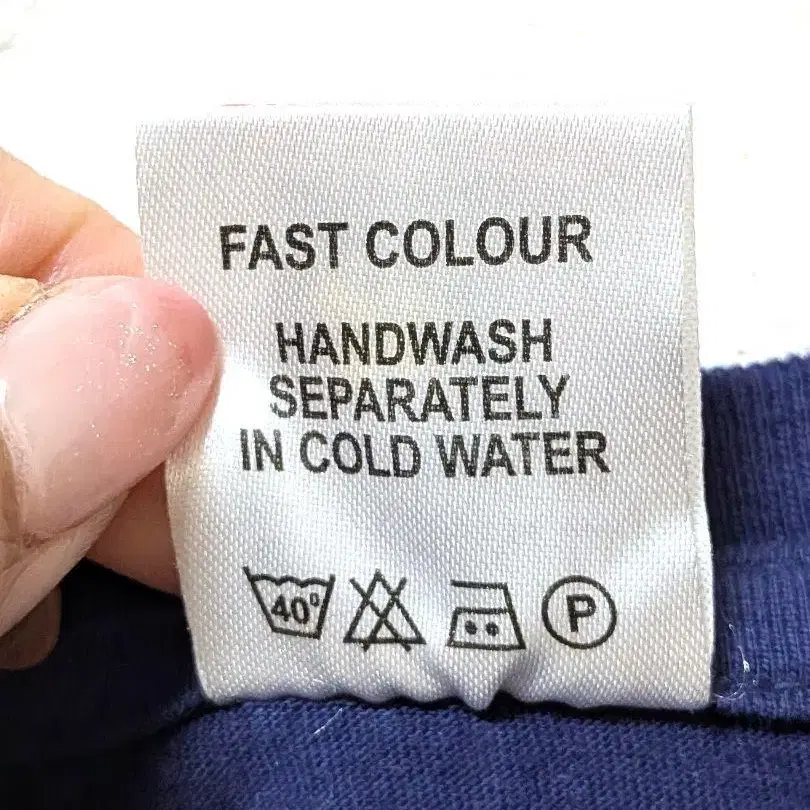 FAST COLOUR
HANDWASH
SEPARATELY
IN COLD WATER
40° P